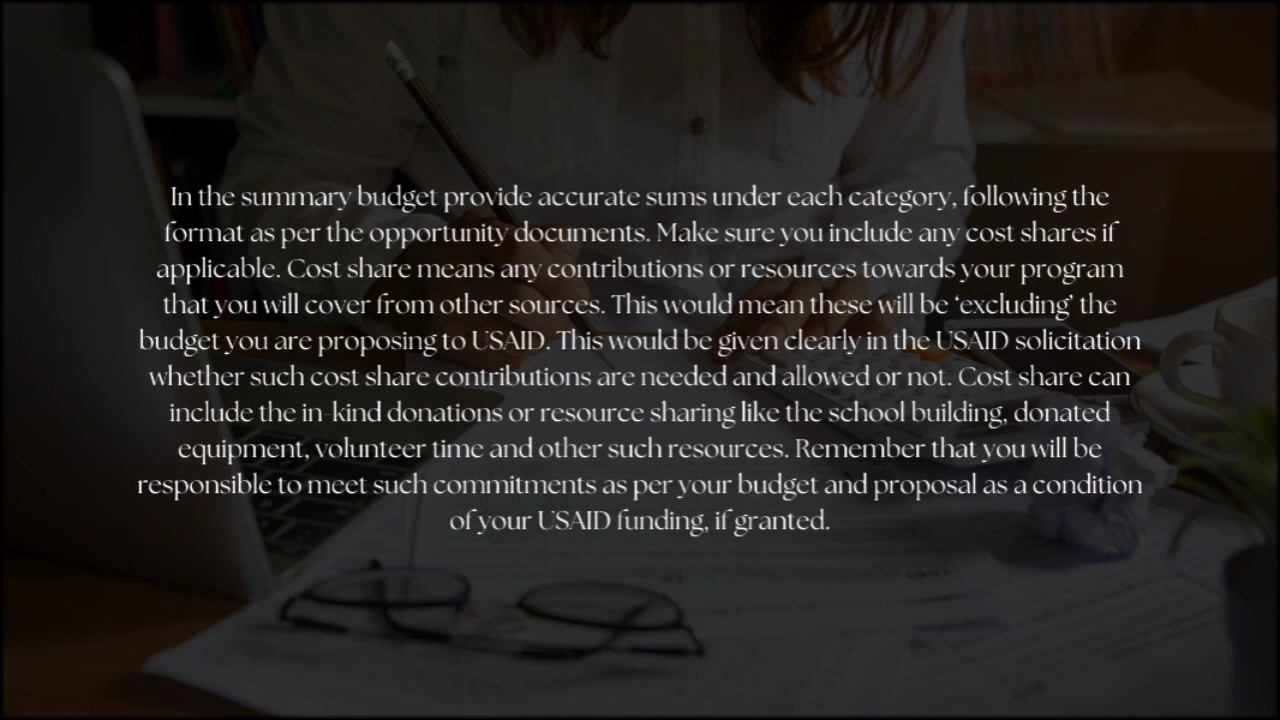 In the summary budget provide accurate sums under each category, following the
format as per the opportunity documents. Make sure you include any cost shares if
applicable. Cost share means any contributions or resources towards your program
that you will cover from other sources. This would mean these will be ‘excluding’ the
budget you are proposing to USAID. This would be given clearly in the USAID solicitation
whether such cost share contributions are needed and allowed or not. Cost share can
include the in-kind donations or resource sharing like the school building, donated
equipment, volunteer time and other such resources. Remember that you will be
responsible to meet such commitments as per your budget and proposal as a condition
of your USAID funding, if granted.